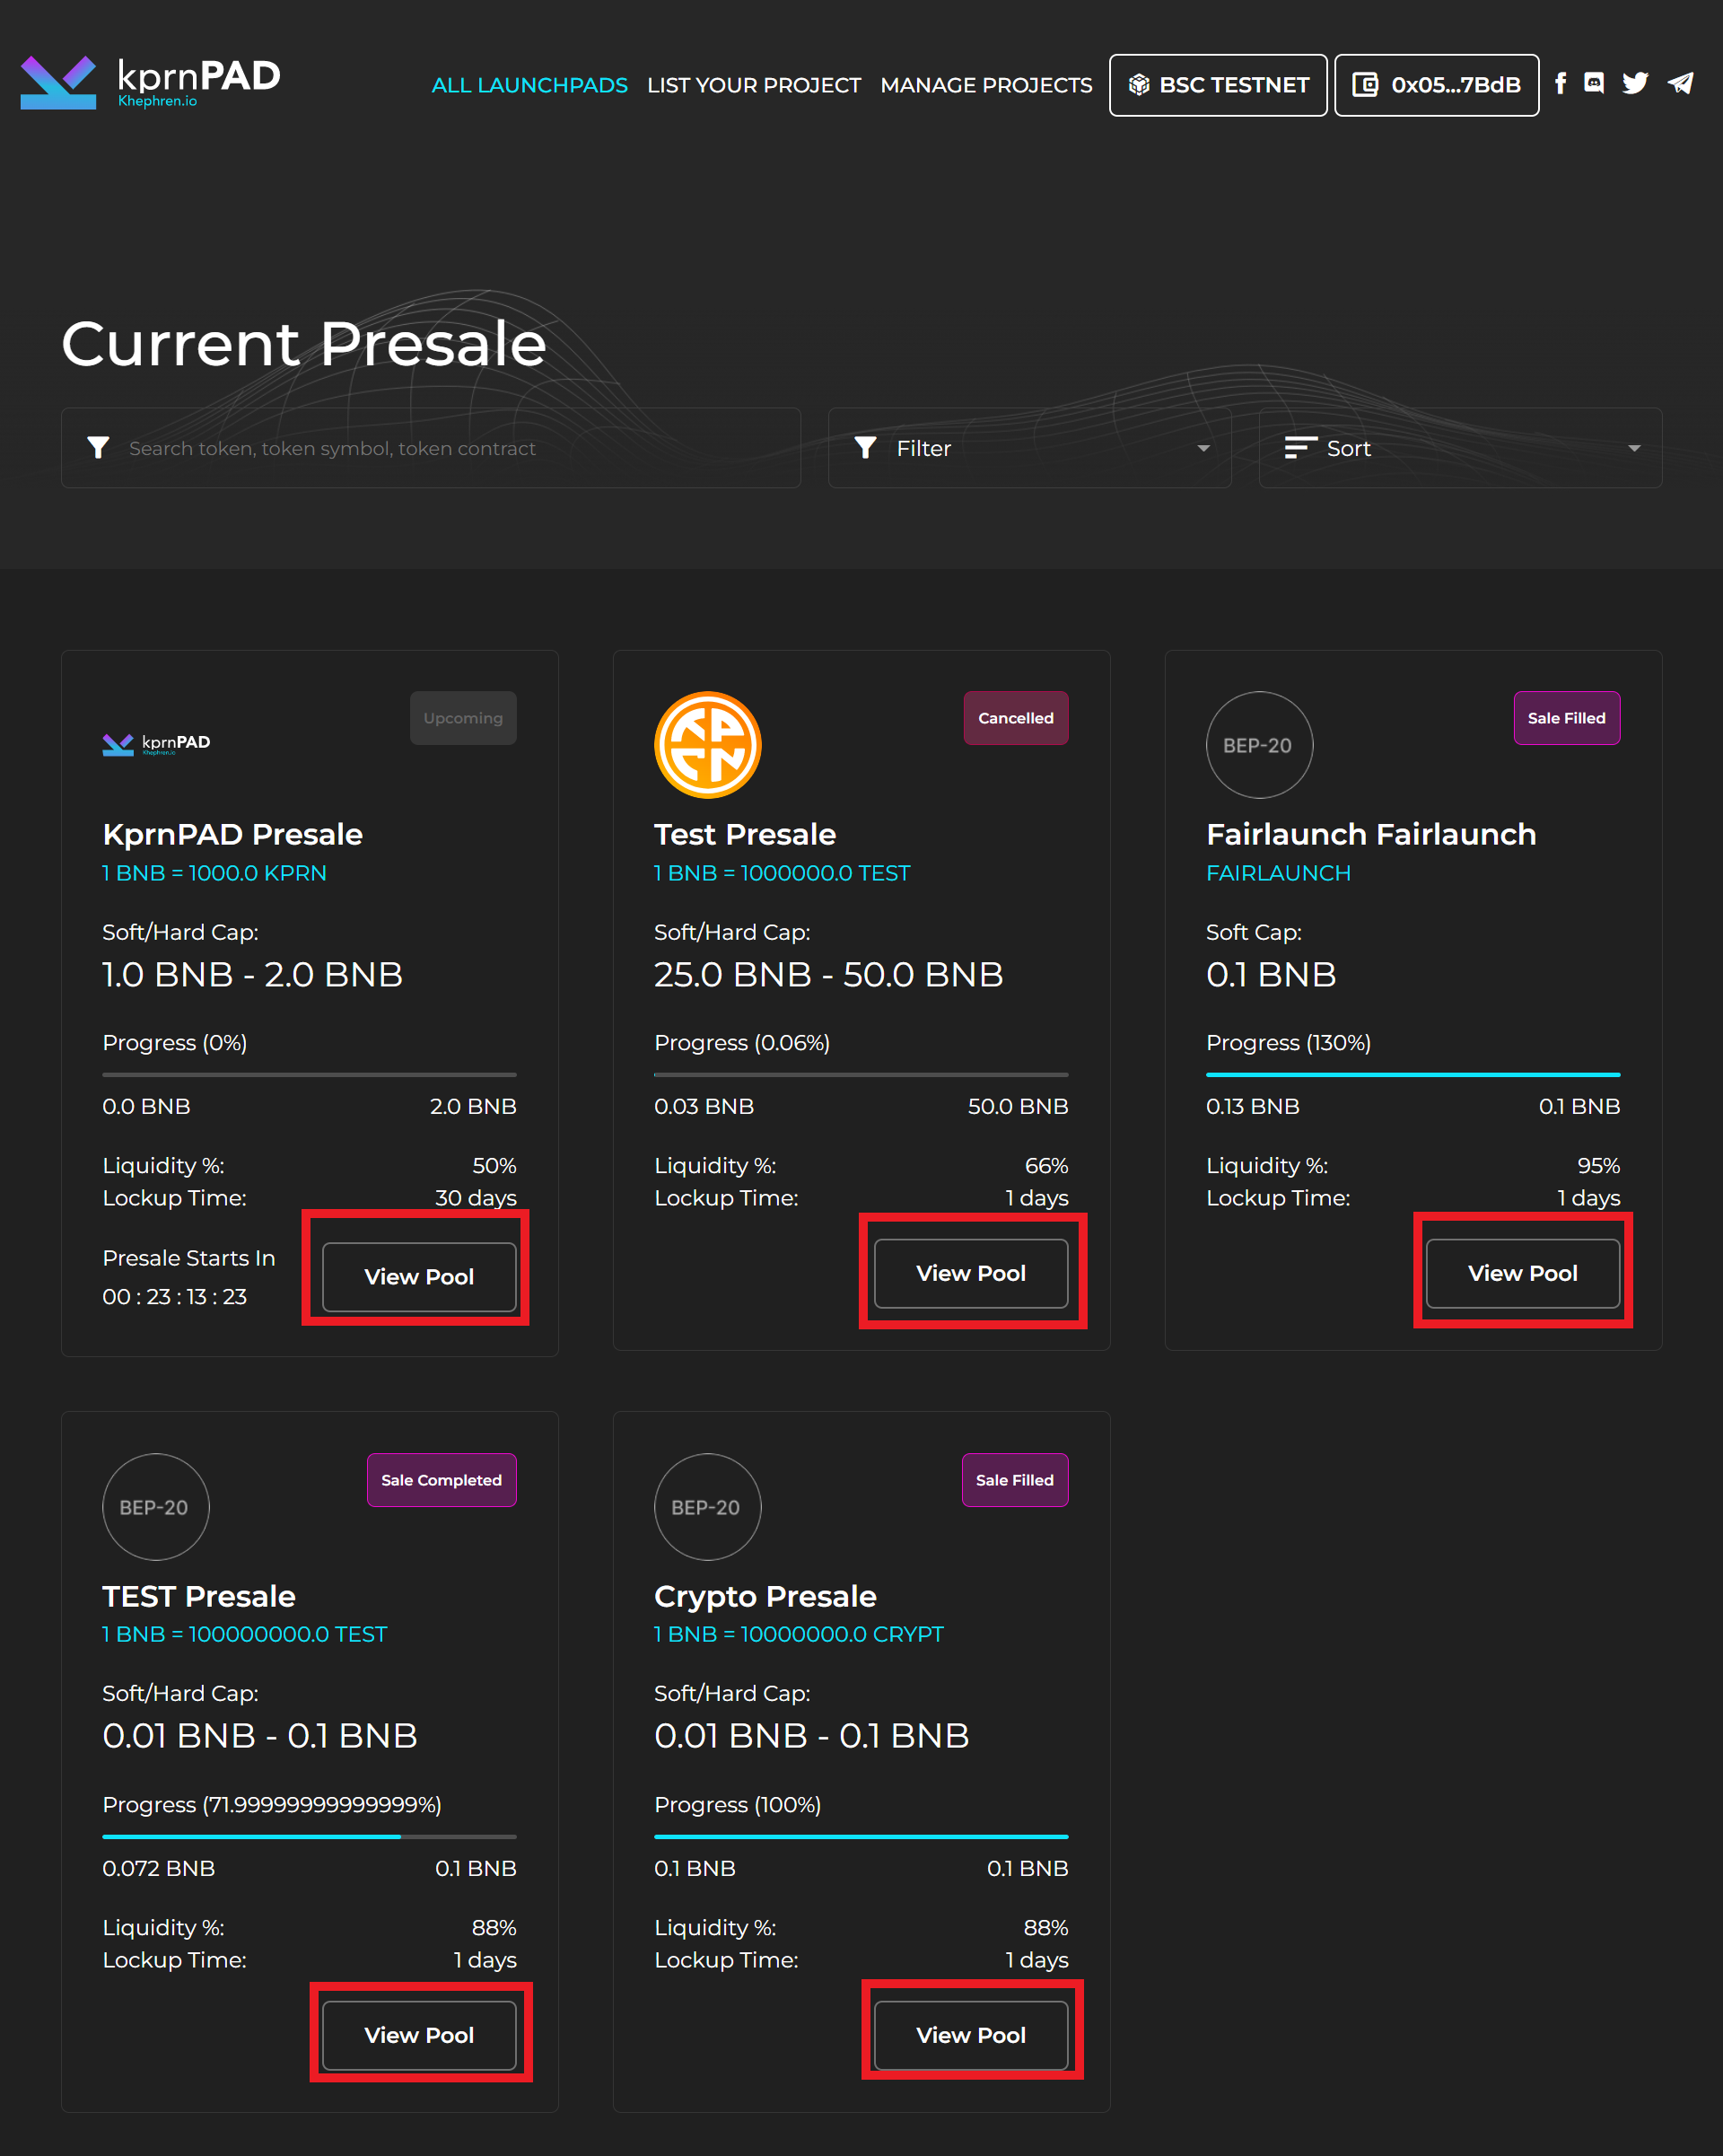 kprnPAD
Khephren.io
ALL LAUNCHPADS LIST YOUR PROJECT MANAGE PROJECTS BSC TESTNET 0x05...7BdB
Current Presale
Search token, token symbol, token contract
Filter
Sort
kprnPAD
Khephren.io
Upcoming
KprnPAD Presale
1 BNB = 1000.0 KPRN
Soft/Hard Cap:
1.0 BNB - 2.0 BNB
Progress (0%)
0.0 BNB 2.0 BNB
Liquidity %: 50%
Lockup Time: 30 days
Presale Starts In
00 : 23 : 13 : 23
View Pool
KPRN
Cancelled
Test Presale
1 BNB = 1000000.0 TEST
Soft/Hard Cap:
25.0 BNB - 50.0 BNB
Progress (0.06%)
0.03 BNB 50.0 BNB
Liquidity %: 66%
Lockup Time: 1 days
View Pool
BEP-20
Sale Filled
Fairlaunch Fairlaunch
FAIRLAUNCH
Soft Cap:
0.1 BNB
Progress (130%)
0.13 BNB 0.1 BNB
Liquidity %: 95%
Lockup Time: 1 days
View Pool
BEP-20
Sale Completed
TEST Presale
1 BNB = 100000000.0 TEST
Soft/Hard Cap:
0.01 BNB - 0.1 BNB
Progress (71.99999999999999%)
0.072 BNB 0.1 BNB
Liquidity %: 88%
Lockup Time: 1 days
View Pool
BEP-20
Sale Filled
Crypto Presale
1 BNB = 10000000.0 CRYPT
Soft/Hard Cap:
0.01 BNB - 0.1 BNB
Progress (100%)
0.1 BNB 0.1 BNB
Liquidity %: 88%
Lockup Time: 1 days
View Pool